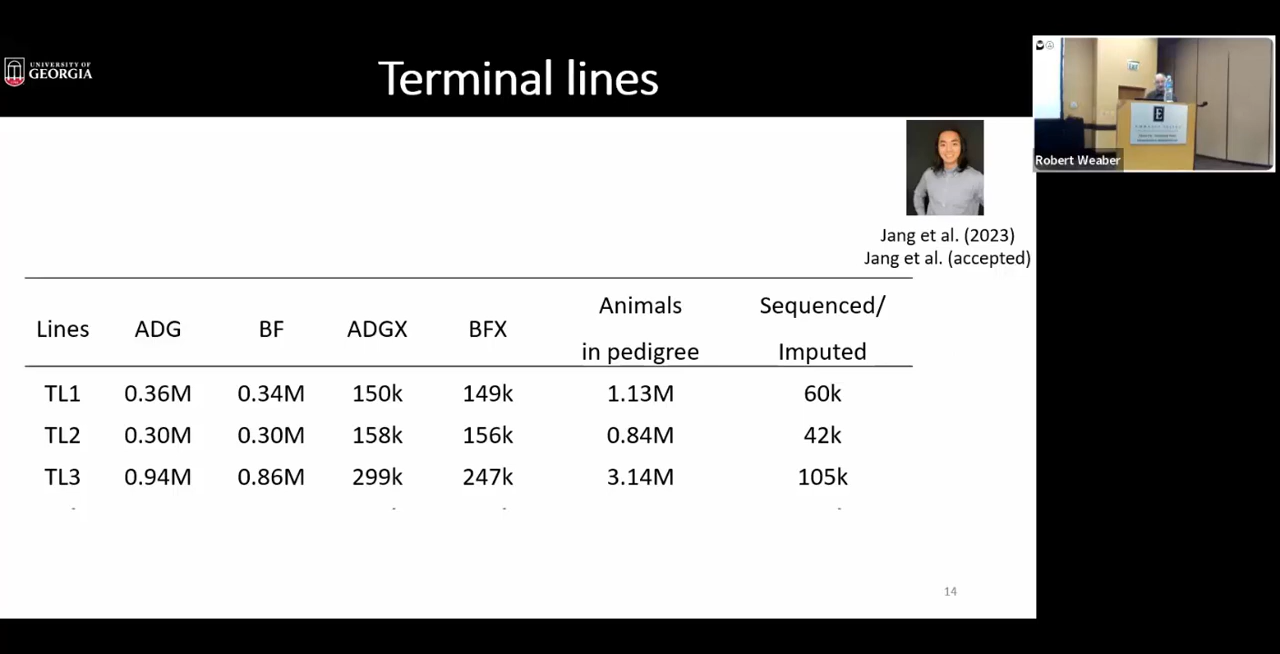 UNIVERSITY OF
GEORGIA
Terminal lines
Robert Weaber
Jang et al. (2023)
Jang et al. (accepted)
Lines ADG BF ADGX BFX Animals in pedigree Sequenced/ Imputed
TL1 0.36M 0.34M 150k 149k 1.13M 60k
TL2 0.30M 0.30M 158k 156k 0.84M 42k
TL3 0.94M 0.86M 299k 247k 3.14M 105k
14